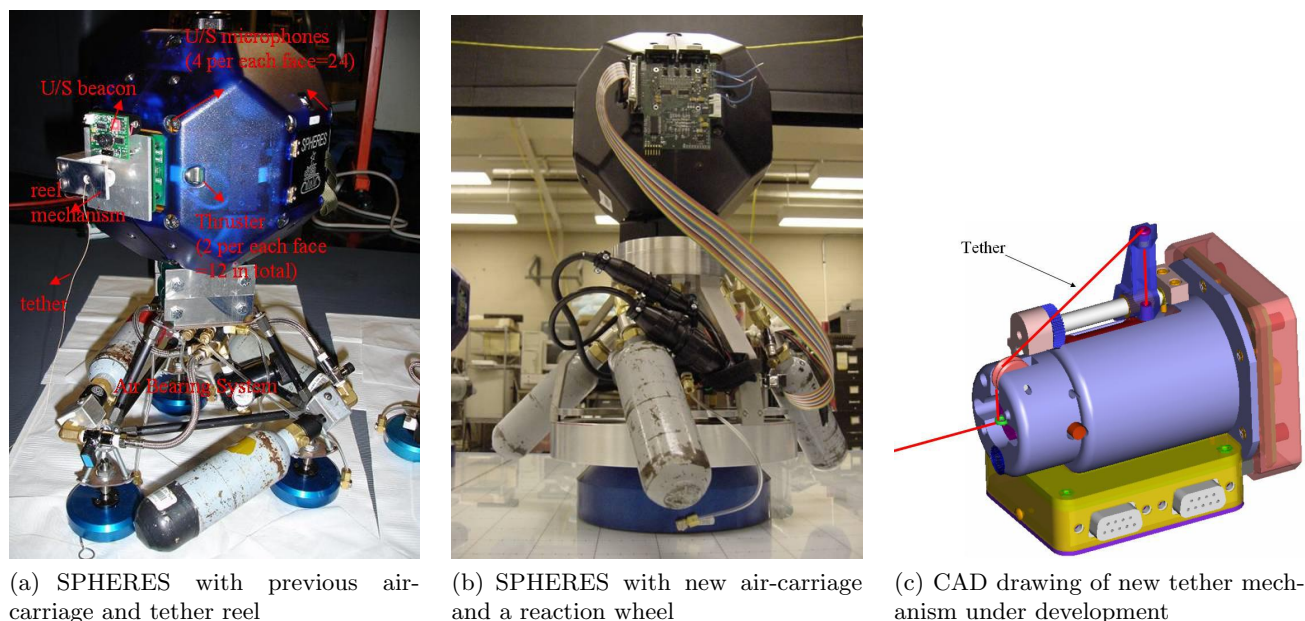 U/S microphones
(4 per each face=24)
U/S beacon
SPHERES
reel
mechanism
Thruster
(2 per each face
=12 in total)
tether
Air Bearing System
Tether
(a) SPHERES with previous air-
carriage and tether reel
(b) SPHERES with new air-carriage
and a reaction wheel
(c) CAD drawing of new tether mech-
anism under development